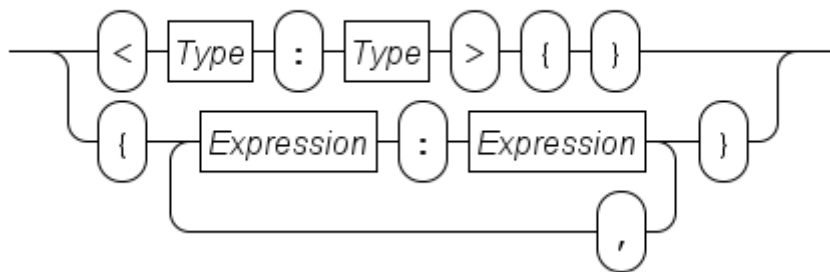 < Type : Type > { }
{ Expression : Expression }
,